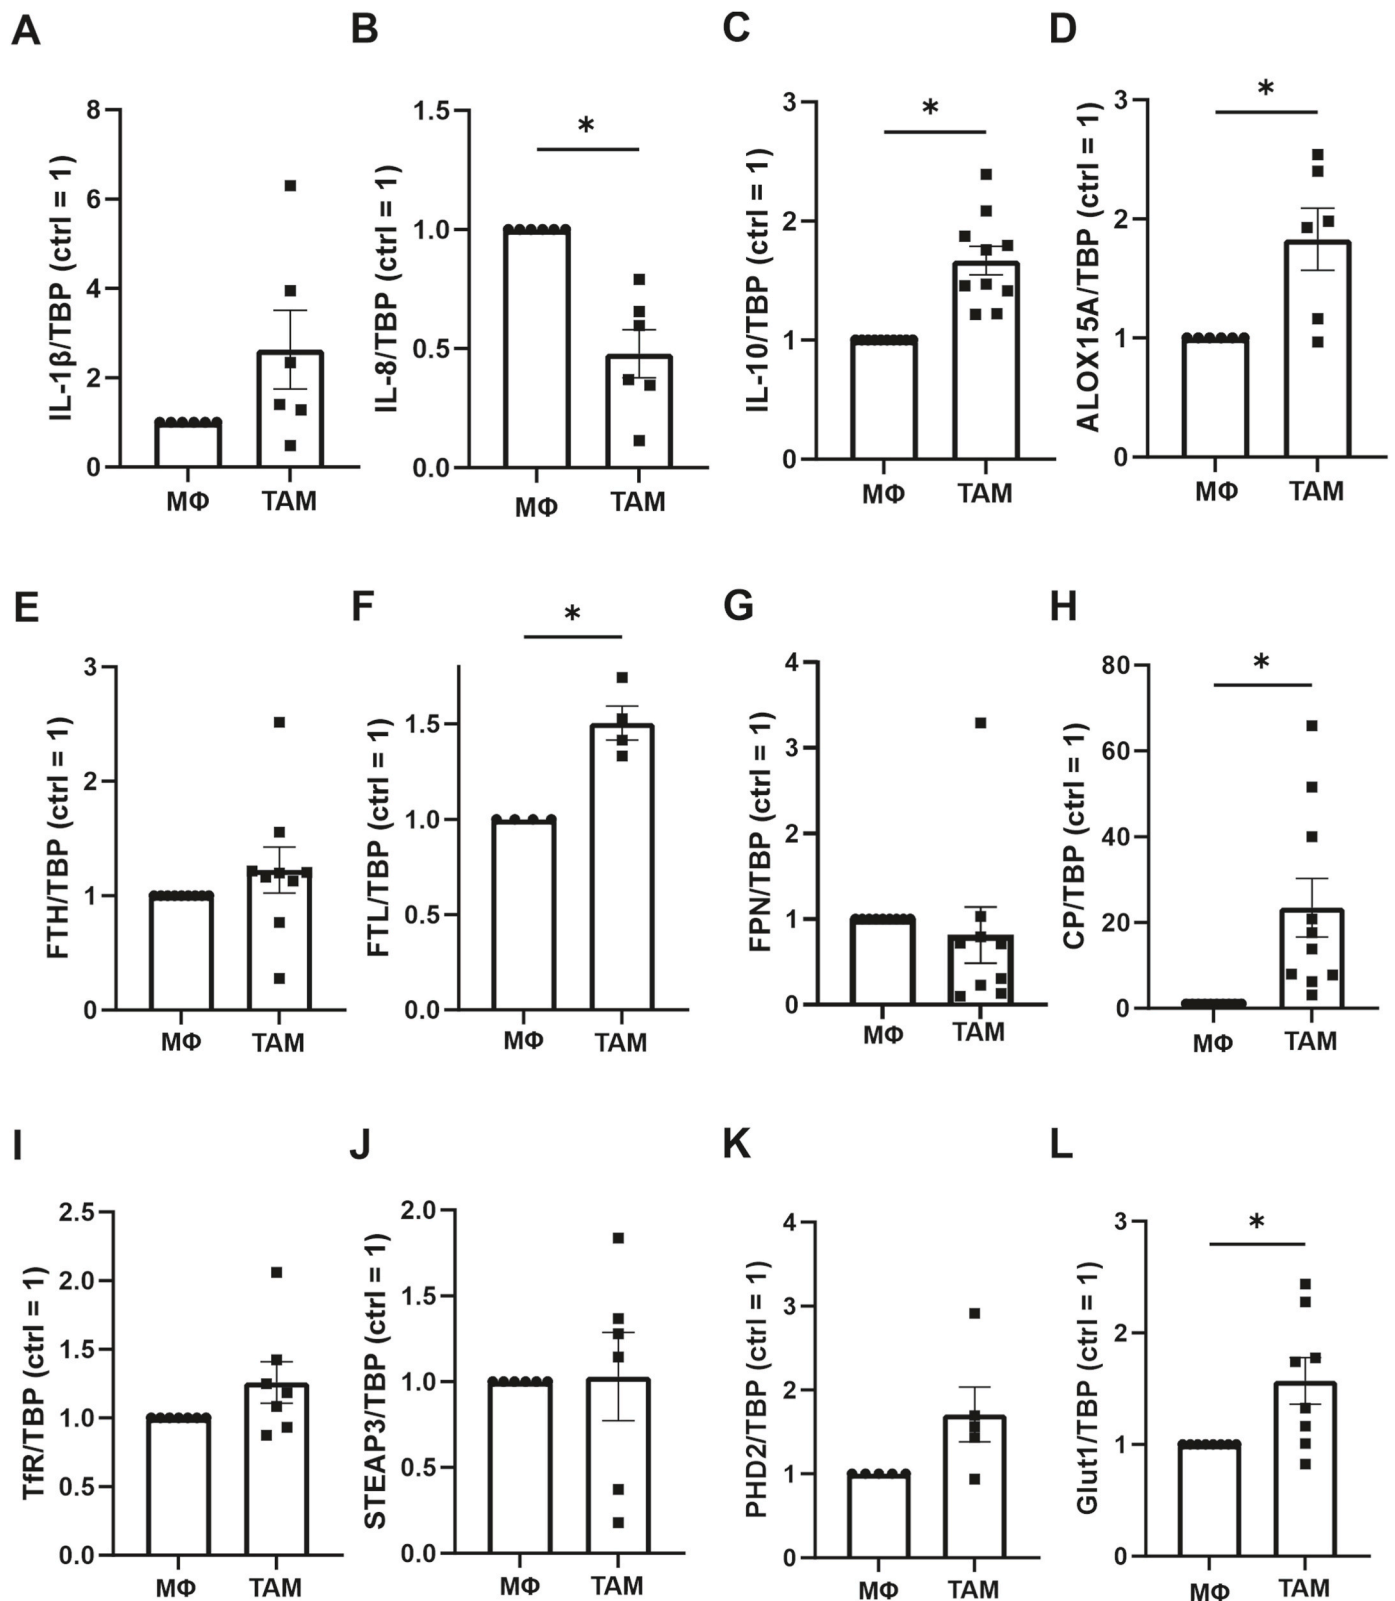 A
IL-1β/TBP (ctrl = 1)
8
6
4
2
0
MΦ
TAM
B
IL-8/TBP (ctrl = 1)
1.5
1.0
0.5
0.0
*
MΦ
TAM
C
IL-10/TBP (ctrl = 1)
3
2
1
0
*
MΦ
TAM
D
ALOX15A/TBP (ctrl = 1)
3
2
1
0
*
MΦ
TAM
E
FTH/TBP (ctrl = 1)
3
2
1
0
MΦ
TAM
F
FTL/TBP (ctrl = 1)
1.5
1.0
0.5
0.0
*
MΦ
TAM
G
FPN/TBP (ctrl = 1)
4
3
2
1
0
MΦ
TAM
H
CP/TBP (ctrl = 1)
80
60
40
20
0
*
MΦ
TAM
I
TfR/TBP (ctrl = 1)
2.5
2.0
1.5
1.0
0.5
0.0
MΦ
TAM
J
STEAP3/TBP (ctrl = 1)
2.0
1.5
1.0
0.5
0.0
MΦ
TAM
K
PHD2/TBP (ctrl = 1)
4
3
2
1
0
MΦ
TAM
L
Glut1/TBP (ctrl = 1)
3
2
1
0
*
MΦ
TAM